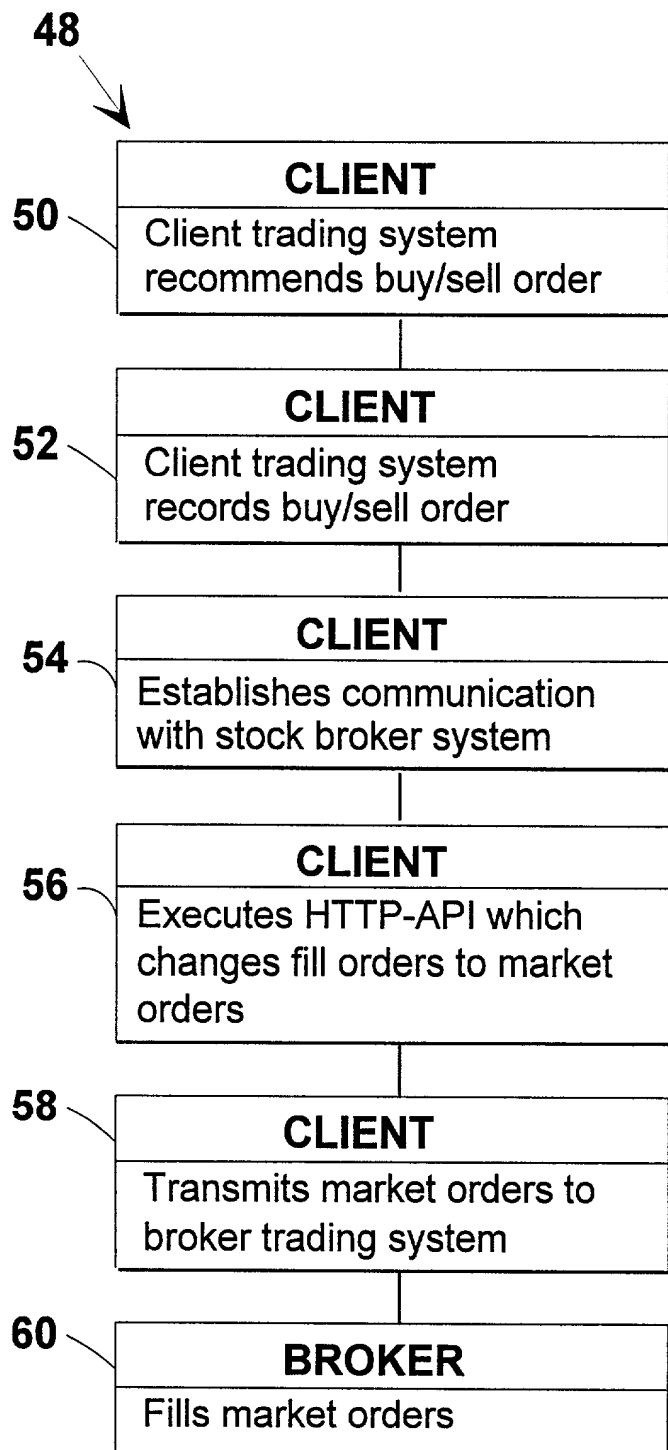 48
CLIENT
50
Client trading system
recommends buy/sell order
CLIENT
52
Client trading system
records buy/sell order
CLIENT
54
Establishes communication
with stock broker system
CLIENT
56
Executes HTTP-API which
changes fill orders to market
orders
58
CLIENT
Transmits market orders to
broker trading system
60
BROKER
Fills market orders